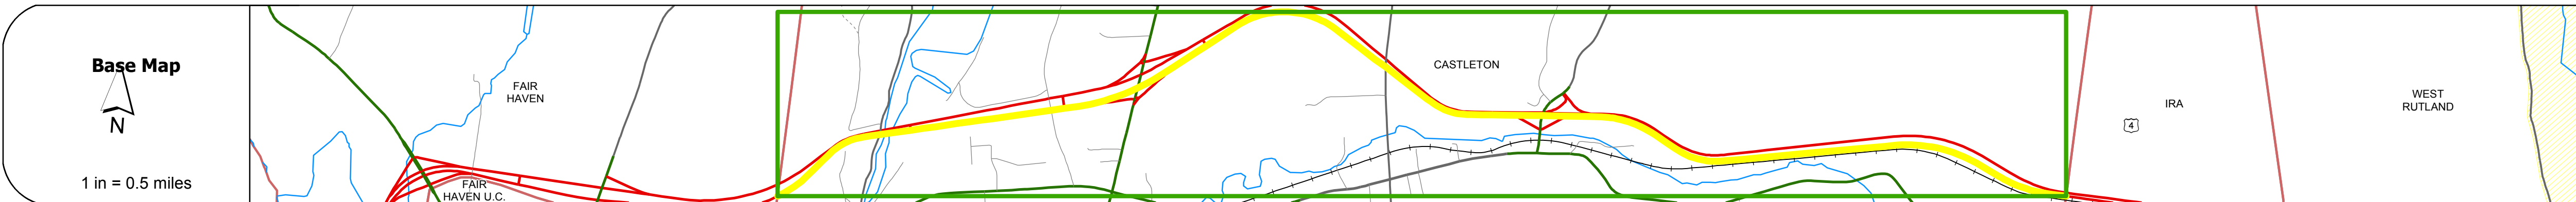 Base Map
N
1 in = 0.5 miles
FAIR
HAVEN
FAIR
HAVEN U.C.
CASTLETON
IRA
4
WEST
RUTLAND